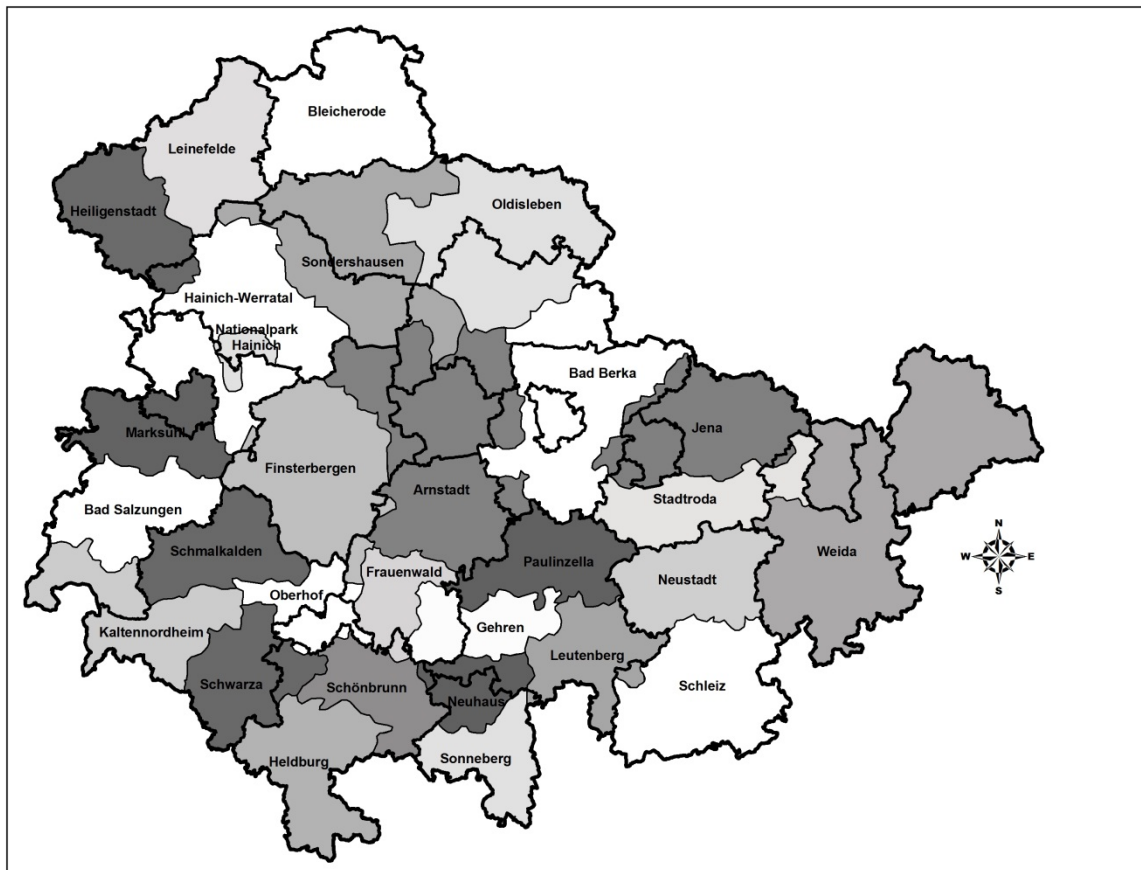 Bleicherode
Leinefelde
Oldisleben
Heiligenstadt
Sondershausen
Hainich-Werratal
Nationalpark
Hainich
Bad Berka
Marksuhl
Jena
Finsterbergen
Arnstadt
Stadtroda
Bad Salzungen
Weida
N
W
E
S
Schmalkalden
Paulinzella
Frauenwald
Neustadt
Oberhof
Kaltennordheim
Gehren
Leutenberg
Schwarza
Schönbrunn
Schleiz
Neuhaus
Heldburg
Sonneberg